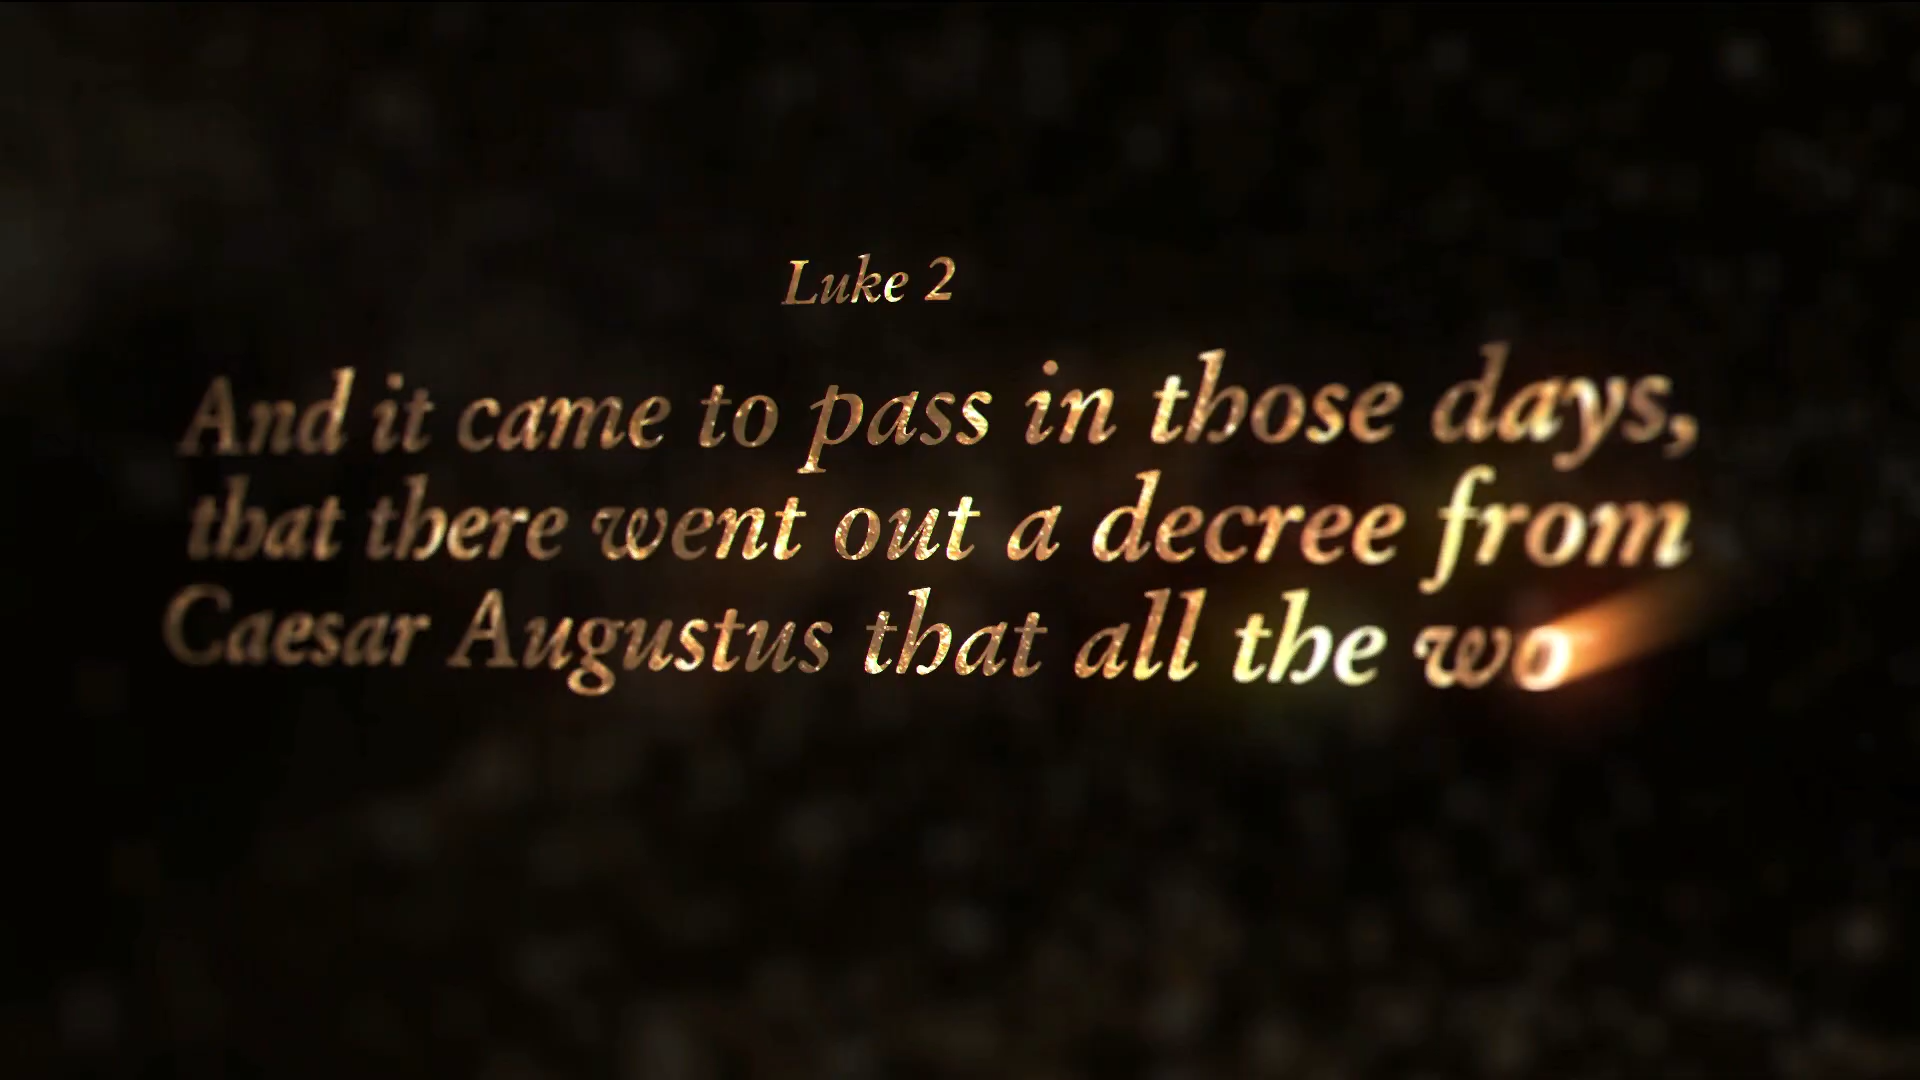 Luke 2
And it came to pass in those days,
that there went out a decree from
Caesar Augustus that all the wo